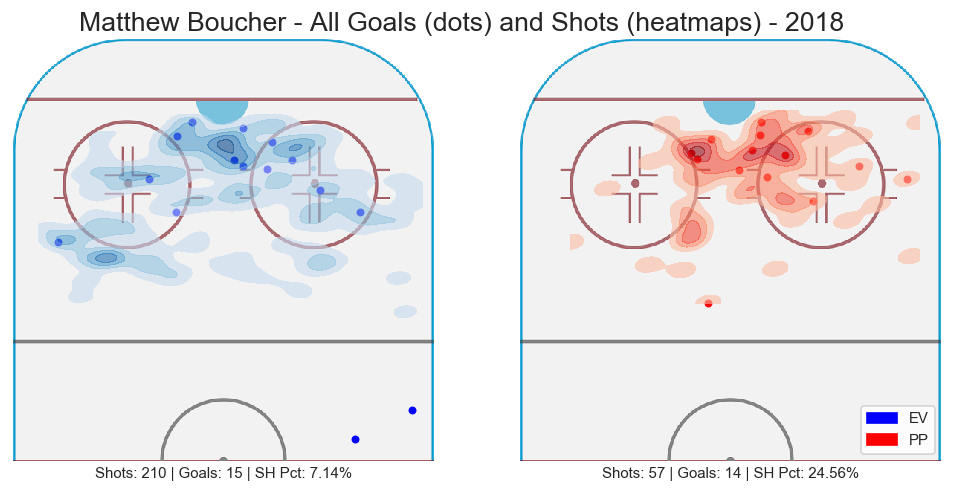 Matthew Boucher - All Goals (dots) and Shots (heatmaps) - 2018
EV
PP
Shots: 210 | Goals: 15 | SH Pct: 7.14%
Shots: 57 | Goals: 14 | SH Pct: 24.56%